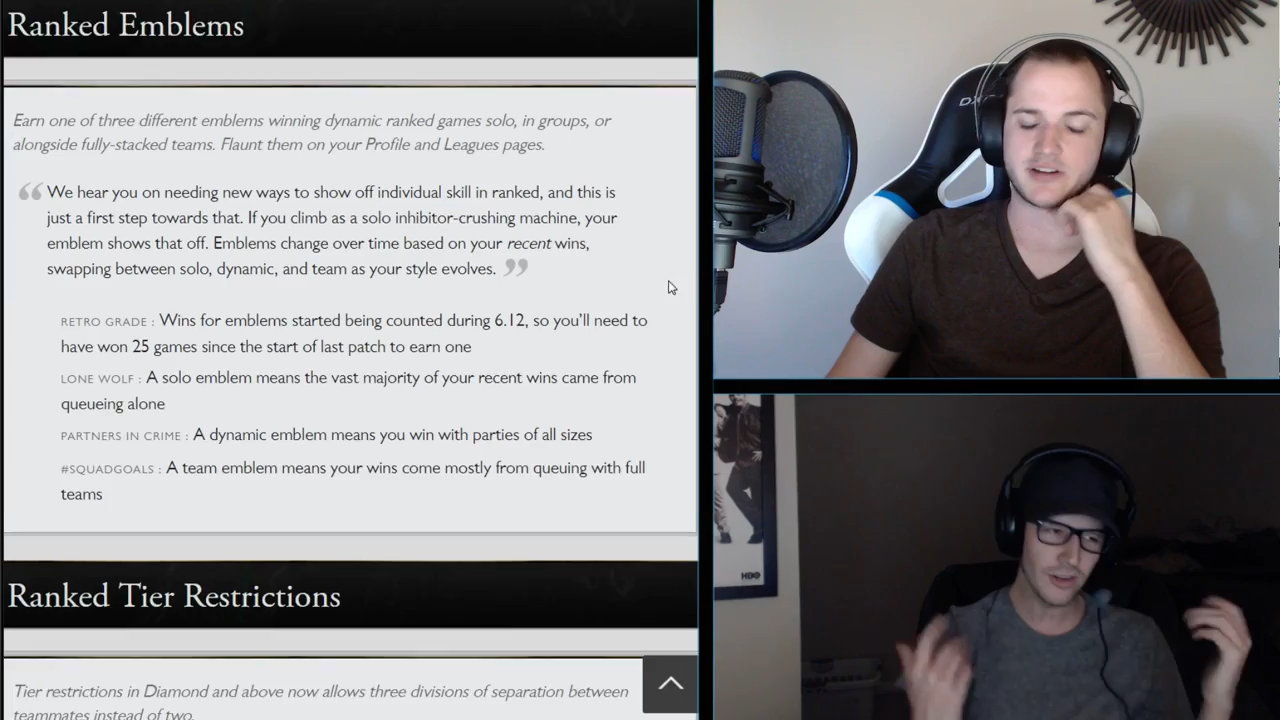 Ranked Emblems
Earn one of three different emblems winning dynamic ranked games solo, in groups, or
alongside fully-stacked teams. Flaunt them on your Profile and Leagues pages.
“We hear you on needing new ways to show off individual skill in ranked, and this is
just a first step towards that. If you climb as a solo inhibitor-crushing machine, your
emblem shows that off. Emblems change over time based on your recent wins,
swapping between solo, dynamic, and team as your style evolves.”
RETRO GRADE : Wins for emblems started being counted during 6.12, so you’ll need to
have won 25 games since the start of last patch to earn one
LONE WOLF : A solo emblem means the vast majority of your recent wins came from
queueing alone
PARTNERS IN CRIME : A dynamic emblem means you win with parties of all sizes
#SQUADGOALS : A team emblem means your wins come mostly from queuing with full
teams
Ranked Tier Restrictions
Tier restrictions in Diamond and above now allows three divisions of separation between
teammates instead of two.
HBO